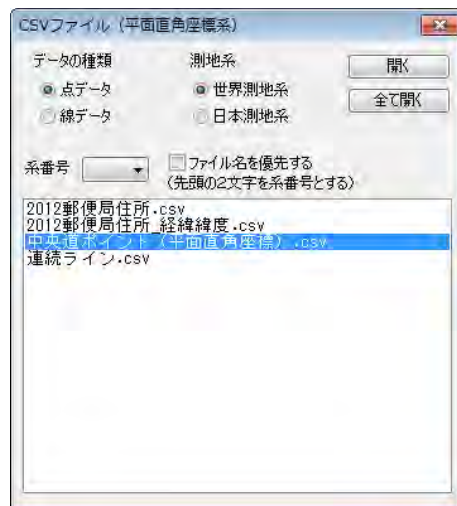 CSVファイル（平面直角座標系）
データの種類
測地系
開く
点データ
世界測地系
全て開く
線データ
日本測地系
系番号
ファイル名を優先する
（先頭の2文字を系番号とする）
2012郵便局住所.csv
2012郵便局住所_経緯緯度.csv
中央道ポイント（平面直角座標）.csv
連続ライン.csv